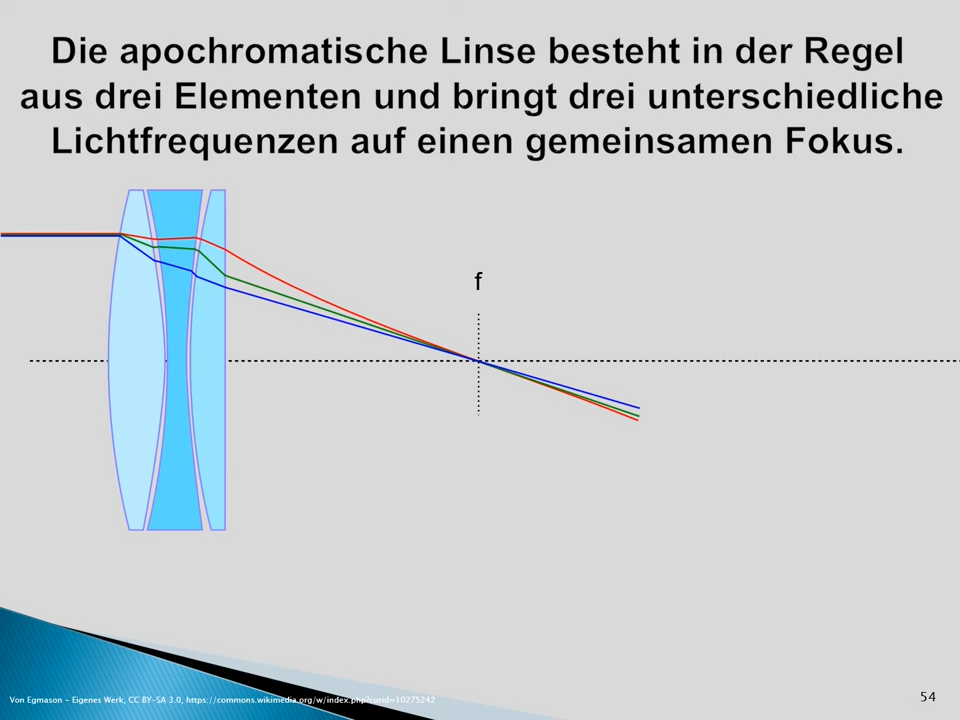 Die apochromatische Linse besteht in der Regel
aus drei Elementen und bringt drei unterschiedliche
Lichtfrequenzen auf einen gemeinsamen Fokus.
f
Von Egmason - Eigenes Werk, CC BY-SA 3.0, https://commons.wikimedia.org/w/index.php?curid=10275242
54